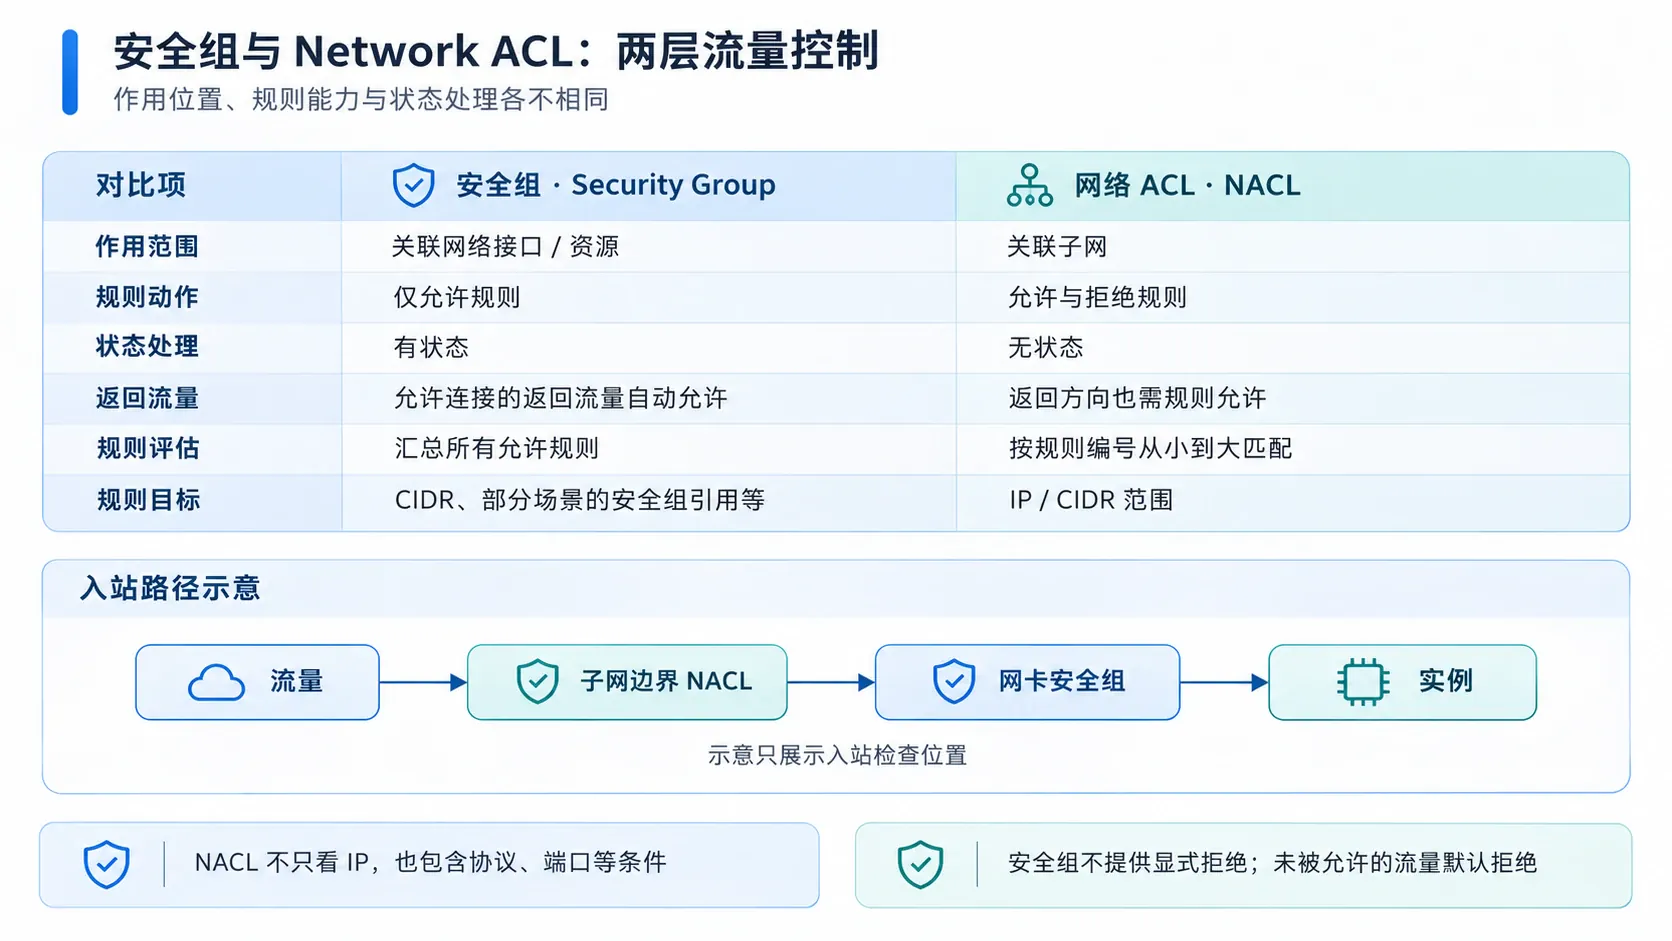 安全组与 Network ACL：两层流量控制
作用位置、规则能力与状态处理各不相同
对比项 安全组 · Security Group 网络 ACL · NACL
作用范围 关联网络接口 / 资源 关联子网
规则动作 仅允许规则 允许与拒绝规则
状态处理 有状态 无状态
返回流量 允许连接的返回流量自动允许 返回方向也需规则允许
规则评估 汇总所有允许规则 按规则编号从小到大匹配
规则目标 CIDR、部分场景的安全组引用等 IP / CIDR 范围
入站路径示意
流量 子网边界 NACL 网卡安全组 实例
示意只展示入站检查位置
NACL 不只看 IP，也包含协议、端口等条件
安全组不提供显式拒绝；未被允许的流量默认拒绝